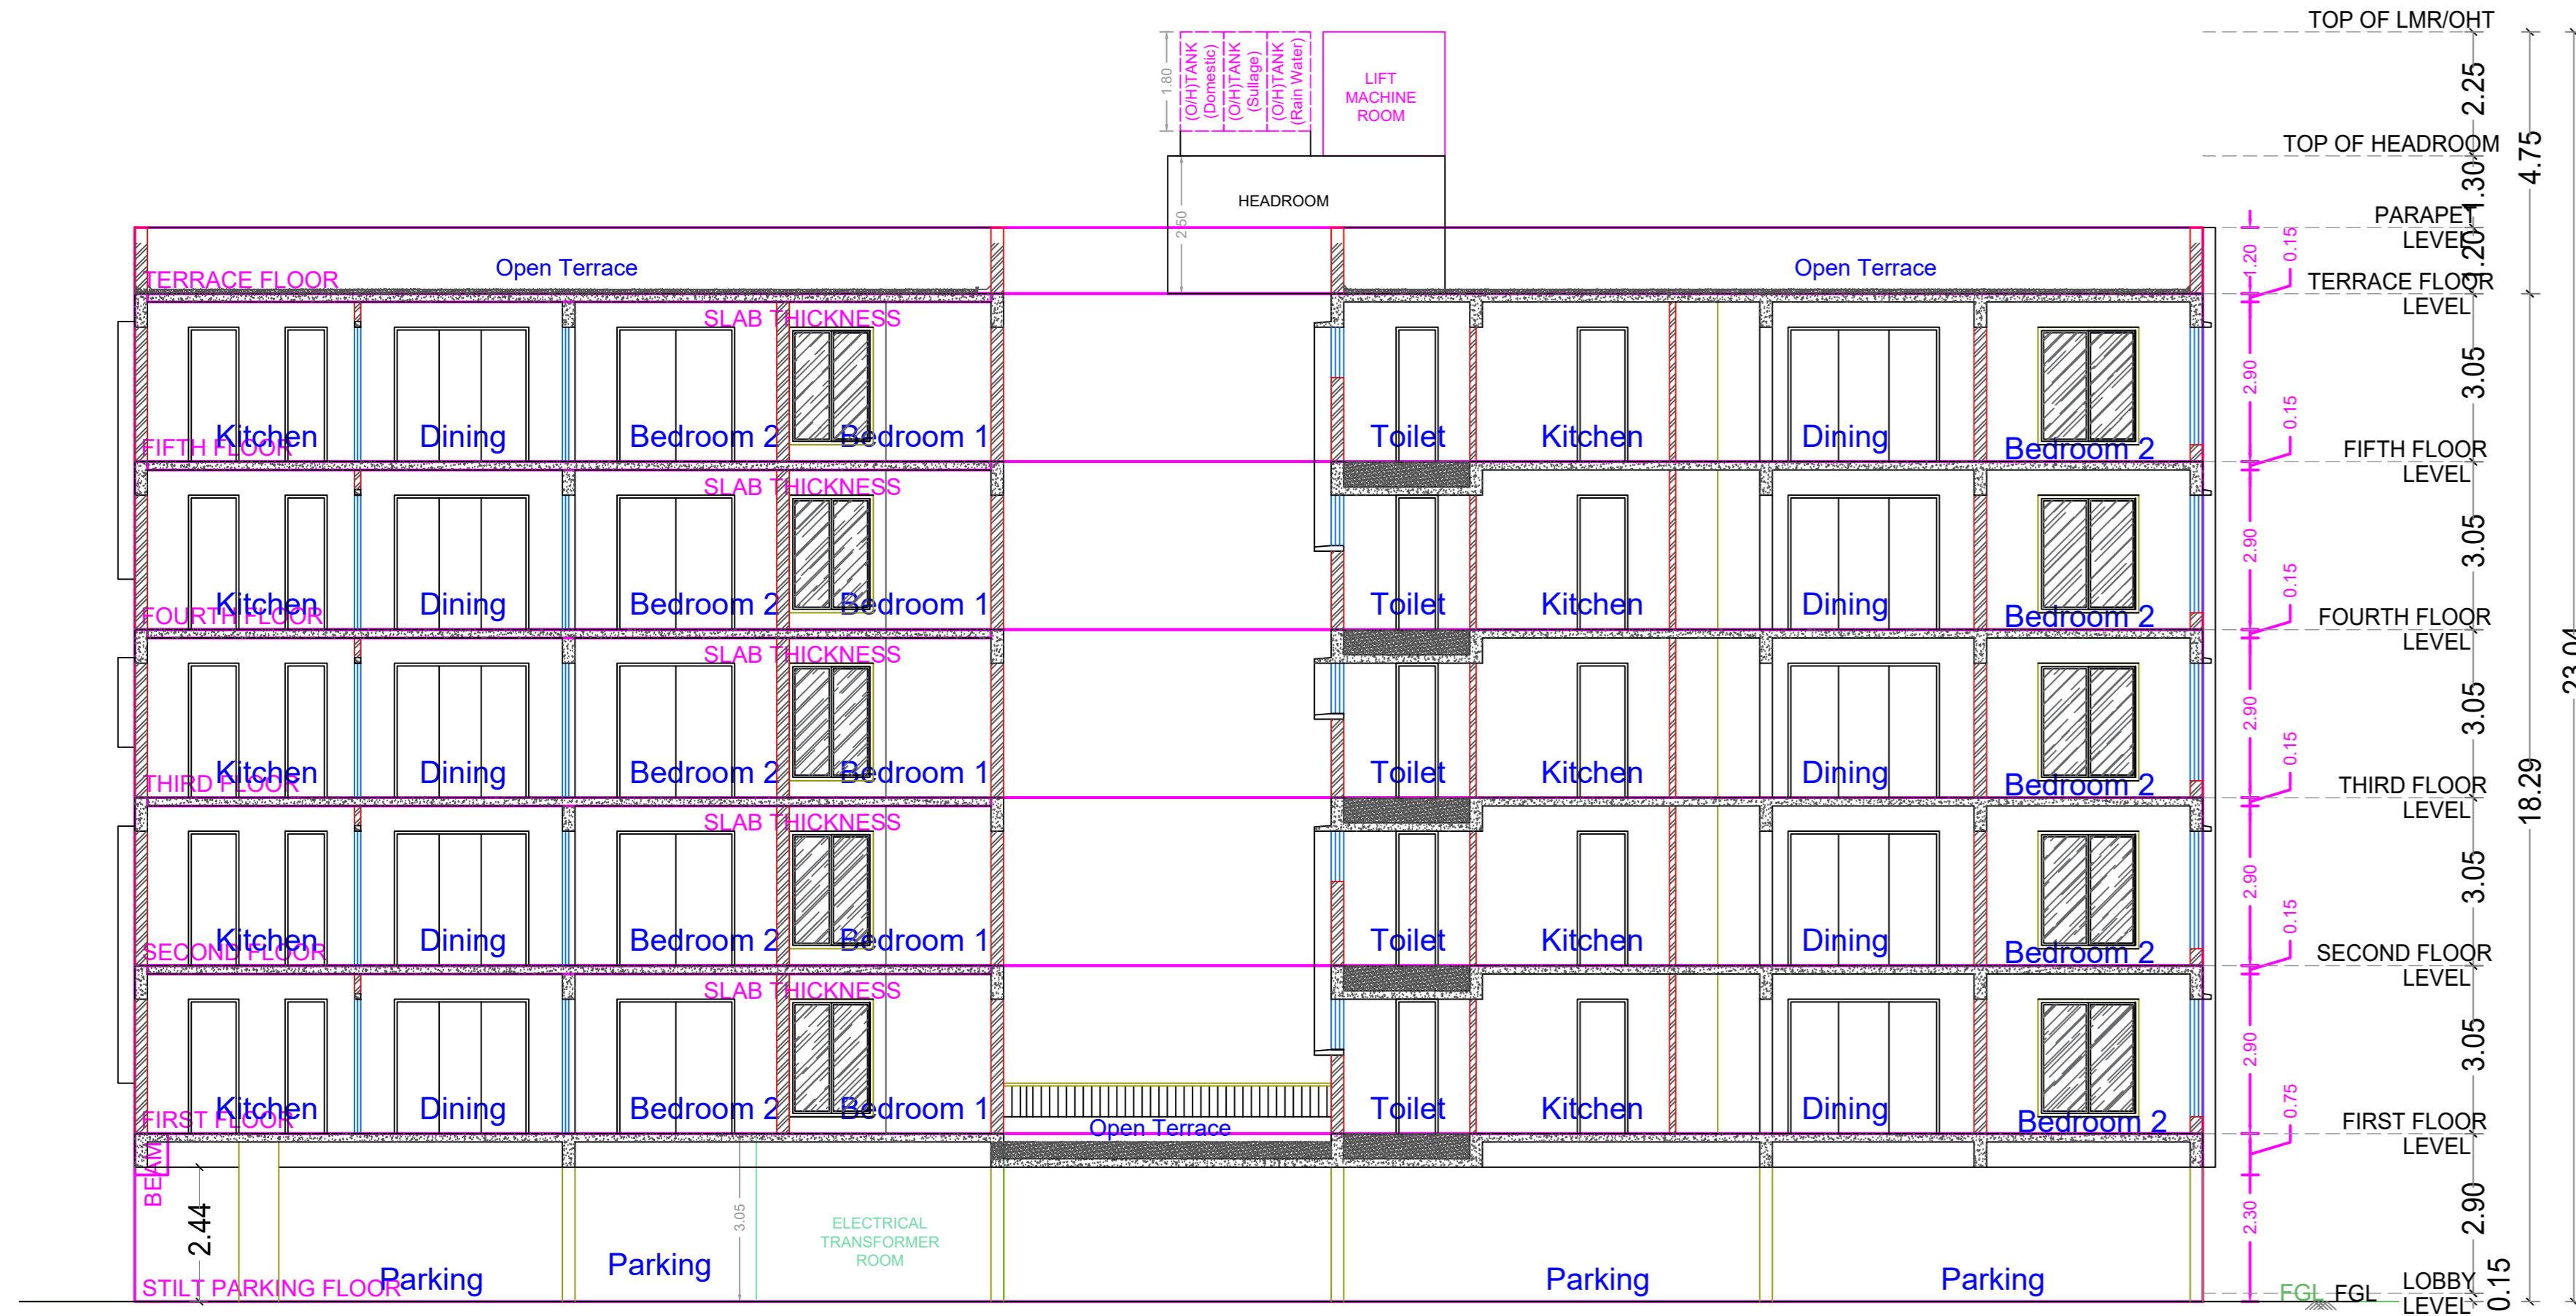 TOP OF LMR/OHT
(O/H)TANK
(Domestic)
(O/H)TANK
(Sullage)
(O/H)TANK
(Rain Water)
1.80
LIFT
MACHINE
ROOM
2.25
TOP OF HEADROOM
4.75
1.30
HEADROOM
2.50
PARAPET
LEVEL
1.20
1.20
0.15
TERRACE FLOOR
Open Terrace
Open Terrace
TERRACE FLOOR
LEVEL
SLAB THICKNESS
2.90
3.05
Kitchen
Dining
Bedroom 2
Bedroom 1
Toilet
Kitchen
Dining
Bedroom 2
0.15
FIFTH FLOOR
FIFTH FLOOR
LEVEL
SLAB THICKNESS
2.90
3.05
Kitchen
Dining
Bedroom 2
Bedroom 1
Toilet
Kitchen
Dining
Bedroom 2
0.15
FOURTH FLOOR
FOURTH FLOOR
LEVEL
SLAB THICKNESS
2.90
3.05
23.04
Kitchen
Dining
Bedroom 2
Bedroom 1
Toilet
Kitchen
Dining
Bedroom 2
0.15
THIRD FLOOR
THIRD FLOOR
LEVEL
18.29
SLAB THICKNESS
2.90
3.05
Kitchen
Dining
Bedroom 2
Bedroom 1
Toilet
Kitchen
Dining
Bedroom 2
0.15
SECOND FLOOR
SECOND FLOOR
LEVEL
SLAB THICKNESS
2.90
3.05
Kitchen
Dining
Bedroom 2
Bedroom 1
Toilet
Kitchen
Dining
Bedroom 2
0.75
FIRST FLOOR
Open Terrace
FIRST FLOOR
LEVEL
BEAM
2.44
3.05
ELECTRICAL
TRANSFORMER
ROOM
2.30
2.90
Parking
Parking
Parking
Parking
STILT PARKING FLOOR
FGL
FGL
LOBBY
LEVEL
0.15